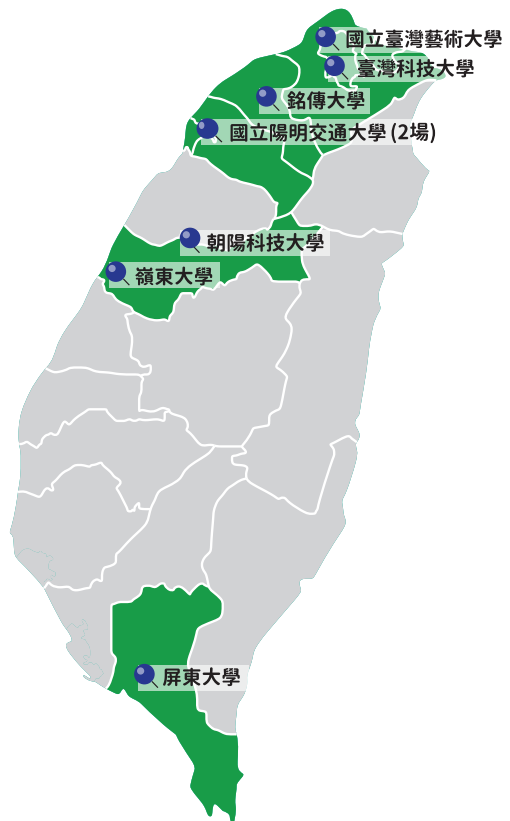 國立臺灣藝術大學
臺灣科技大學
銘傳大學
國立陽明交通大學 (2場)
朝陽科技大學
嶺東大學
屏東大學